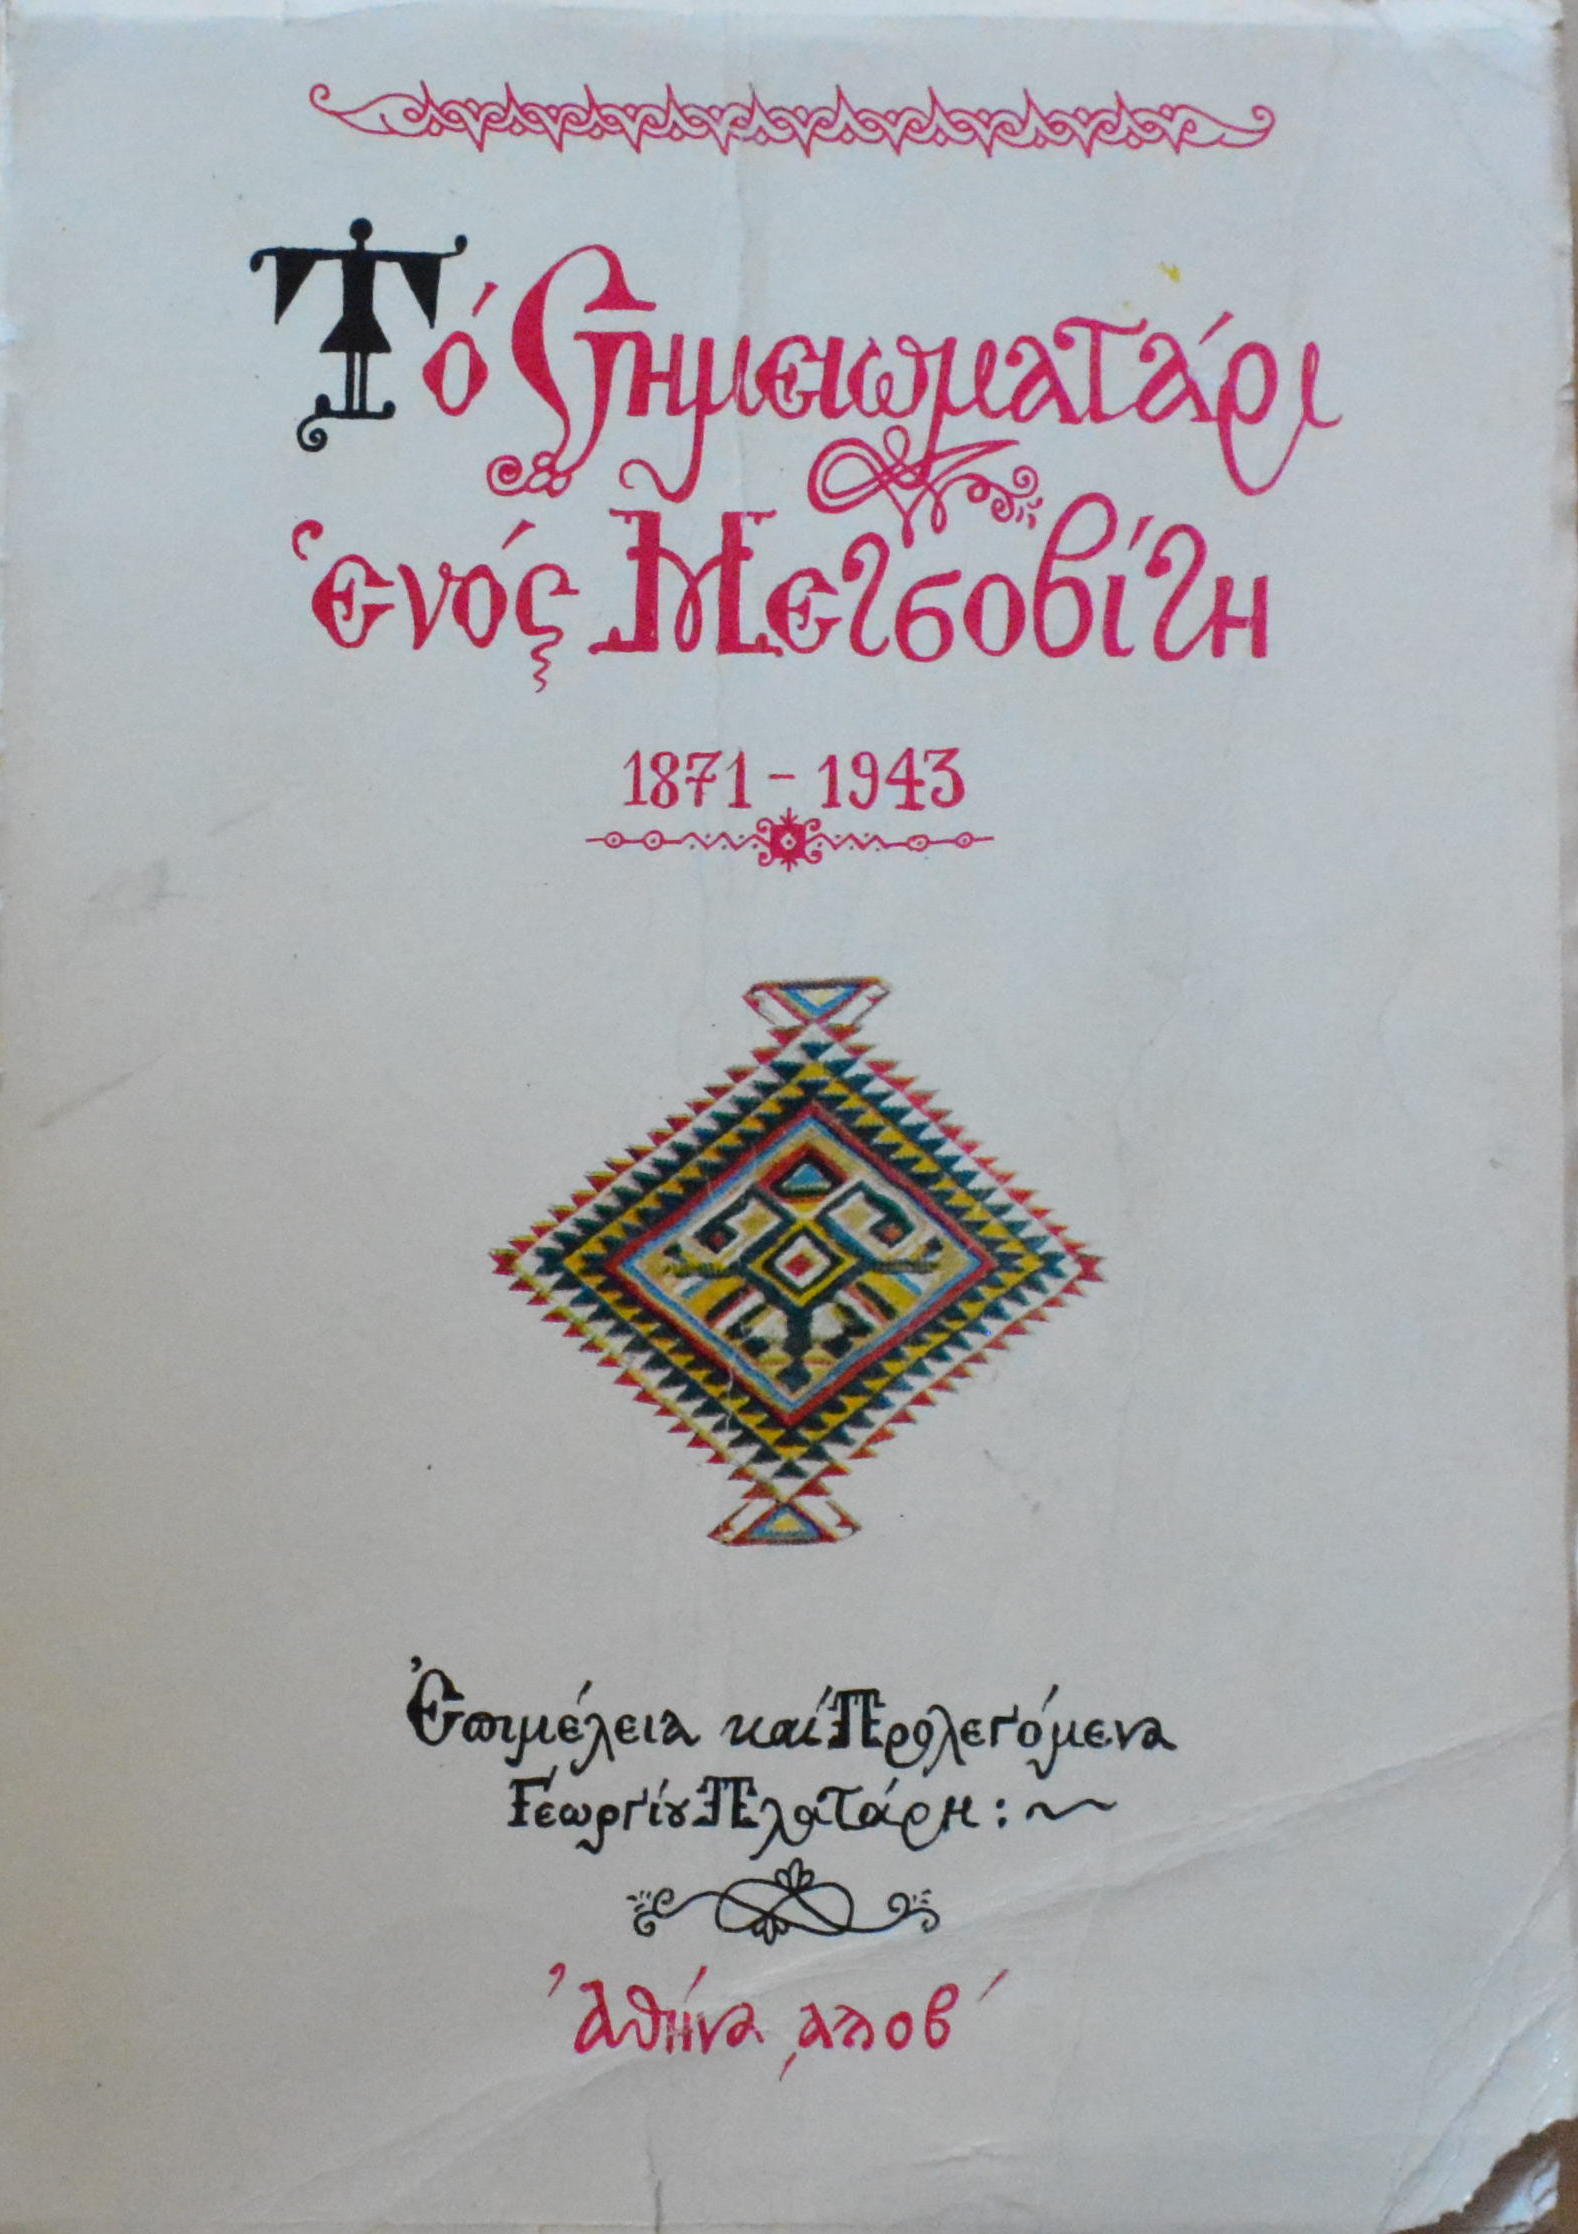 Τό Σημειωματάρι
ἑνός Μετσοβίτη
1871 - 1943
Ἐπιμέλεια καί Προλεγόμενα
Γεωργίου Πλατάρη :~
Ἀθήνα ͵αϡοβ΄